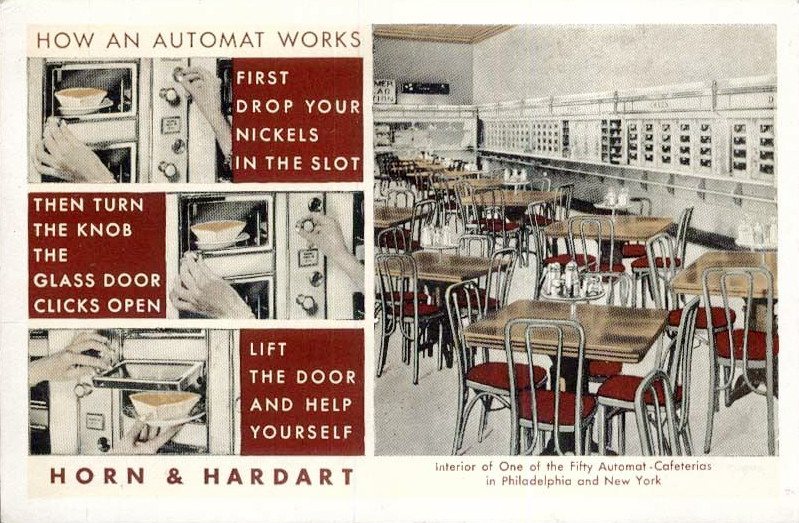 HOW AN AUTOMAT WORKS
FIRST
DROP YOUR
NICKELS
IN THE SLOT
THEN TURN
THE KNOB
THE
GLASS DOOR
CLICKS OPEN
LIFT
THE DOOR
AND HELP
YOURSELF
HORN & HARDART
Interior of One of the Fifty Automat-Cafeterias
in Philadelphia and New York